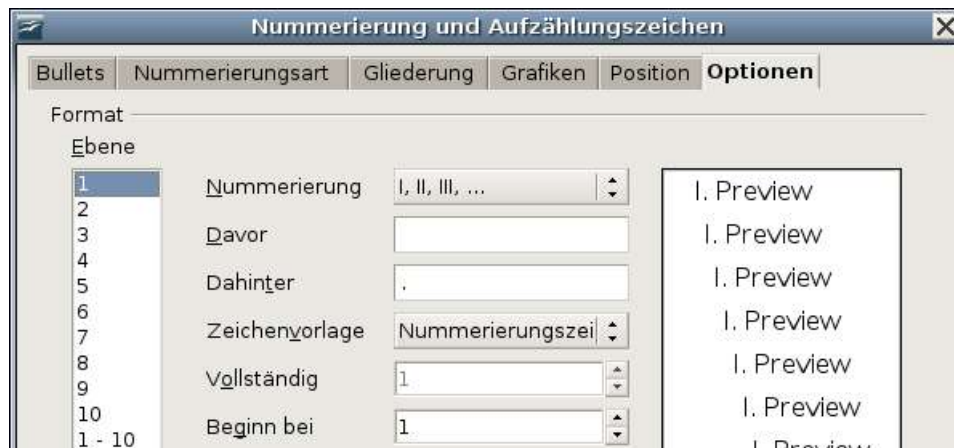 Nummerierung und Aufzählungszeichen
Bullets Nummerierungsart Gliederung Grafiken Position Optionen
Format
Ebene
1
2
3
4
5
6
7
8
9
10
1 - 10
Nummerierung I, II, III, ...
Davor
Dahinter .
Zeichenvorlage Nummerierungszei
Vollständig 1
Beginn bei 1
I. Preview
I. Preview
I. Preview
I. Preview
I. Preview
I. Preview
I. Preview